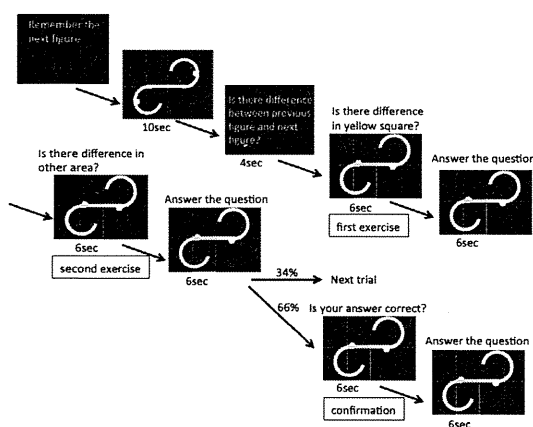 Remember the
next figure
10sec
Is there difference
between previous
figure and next
figure?
4sec
Is there difference
in yellow square?
6sec
first exercise
Answer the question
6sec
Is there difference in
other area?
6sec
second exercise
Answer the question
6sec
34%
Next trial
66%
Is your answer correct?
6sec
confirmation
Answer the question
6sec